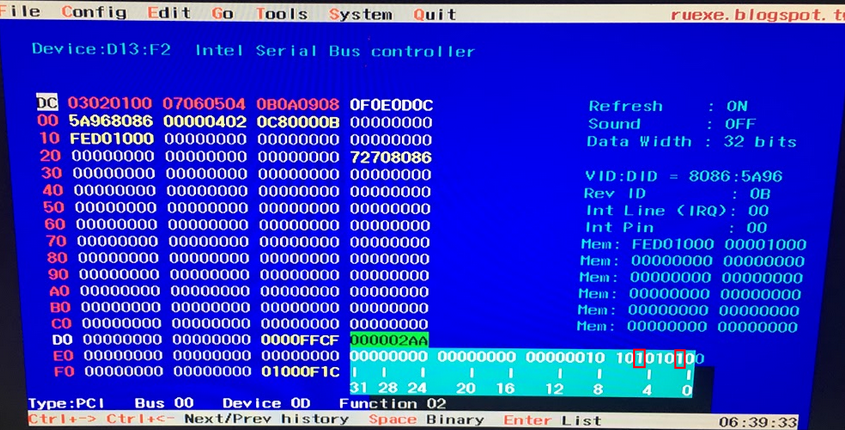 File Config Edit Go Tools System Quit ruexe.blogspot.t
Device:D13:F2 Intel Serial Bus controller
DC 03020100 07060504 0B0A0908 0F0E0D0C
00 5A968086 00000402 0C80000B 00000000
10 FED01000 00000000 00000000 00000000
20 00000000 00000000 00000000 72708086
30 00000000 00000000 00000000 00000000
40 00000000 00000000 00000000 00000000
50 00000000 00000000 00000000 00000000
60 00000000 00000000 00000000 00000000
70 00000000 00000000 00000000 00000000
80 00000000 00000000 00000000 00000000
90 00000000 00000000 00000000 00000000
A0 00000000 00000000 00000000 00000000
B0 00000000 00000000 00000000 00000000
C0 00000000 00000000 00000000 00000000
D0 00000000 00000000 0000FFCF 000002AA
E0 00000000 00000000 00000000
F0 00000000 00000000 01000F1C
00000000 00000000 00000010 10101010
31 28 24 20 16 12 8 4 0
Refresh : ON
Sound : OFF
Data Width : 32 bits
VID:DID = 8086:5A96
Rev ID : 0B
Int Line (IRQ): 00
Int Pin : 00
Mem: FED01000 00001000
Mem: 00000000 00000000
Mem: 00000000 00000000
Mem: 00000000 00000000
Mem: 00000000 00000000
Mem: 00000000 00000000
Type:PCI Bus 00 Device 0D Function 02
Ctrl+-> Ctrl+<- Next/Prev history Space Binary Enter List 06:39:33